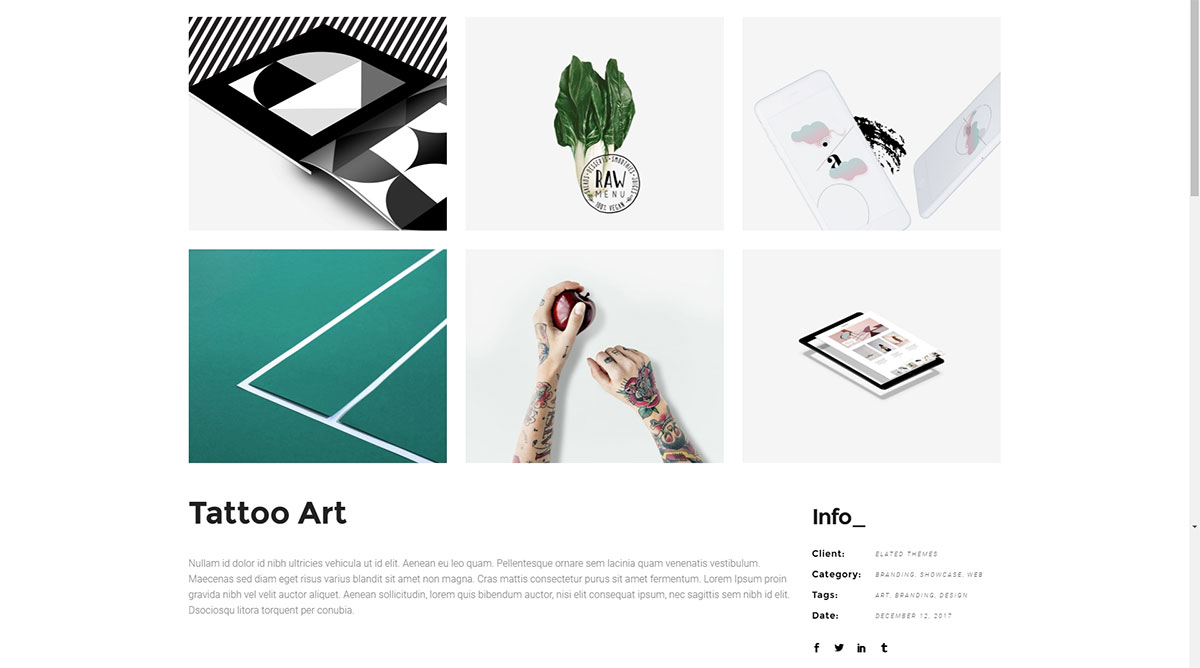 BREADS • DESSERTS • SMOOTHIES • JUICES
RAW
MENU
100% VEGAN
a
Tattoo Art
Nullam id dolor id nibh ultricies vehicula ut id elit. Aenean eu leo quam. Pellentesque ornare sem lacinia quam venenatis vestibulum.
Maecenas sed diam eget risus varius blandit sit amet non magna. Cras mattis consectetur purus sit amet fermentum. Lorem Ipsum proin
gravida nibh vel velit auctor aliquet. Aenean sollicitudin, lorem quis bibendum auctor, nisi elit consequat ipsum, nec sagittis sem nibh id elit.
Dsociosqu litora torquent per conubia.
Info_
Client: ELATED THEMES
Category: BRANDING, SHOWCASE, WEB
Tags: ART, BRANDING, DESIGN
Date: DECEMBER 12, 2017